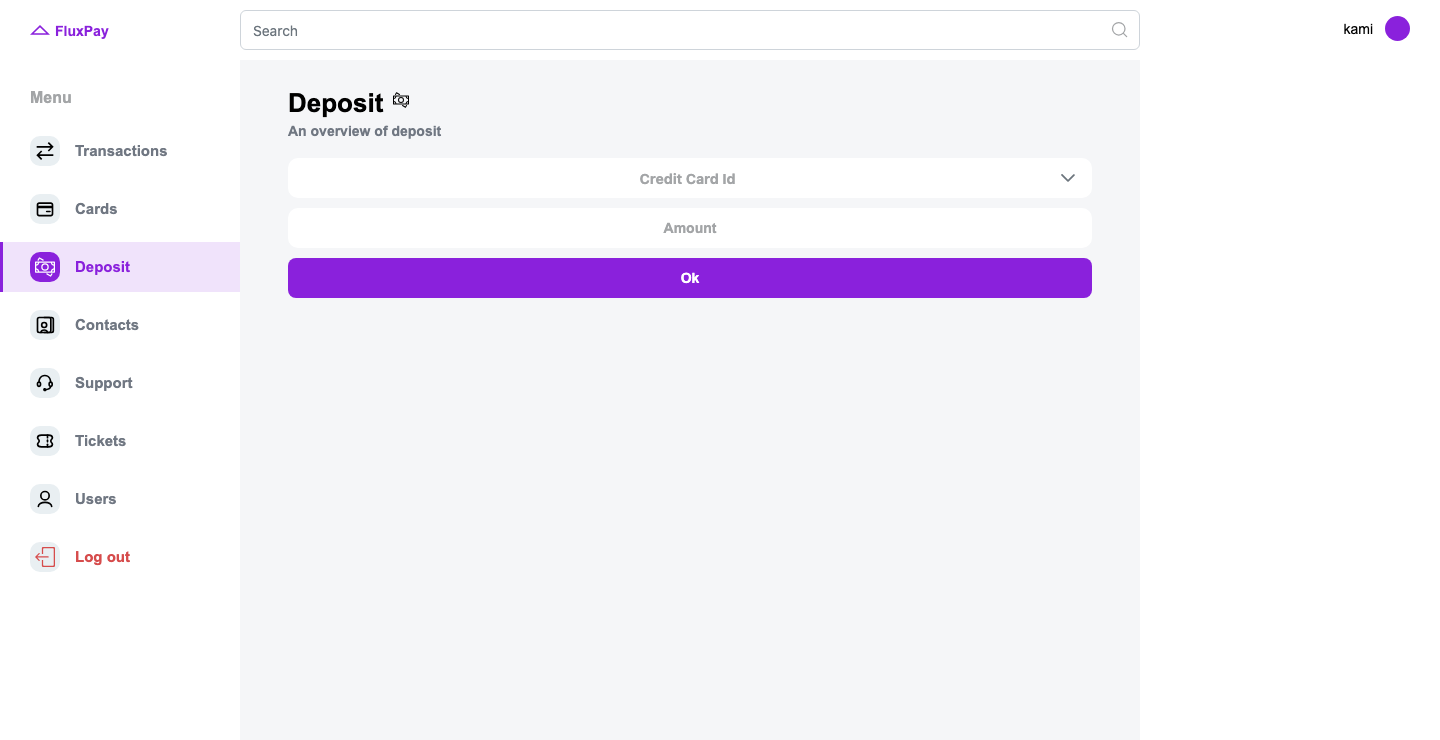 FluxPay
Search
kami
Menu
Transactions
Cards
Deposit
Contacts
Support
Tickets
Users
Log out
Deposit
An overview of deposit
Credit Card Id
Amount
Ok